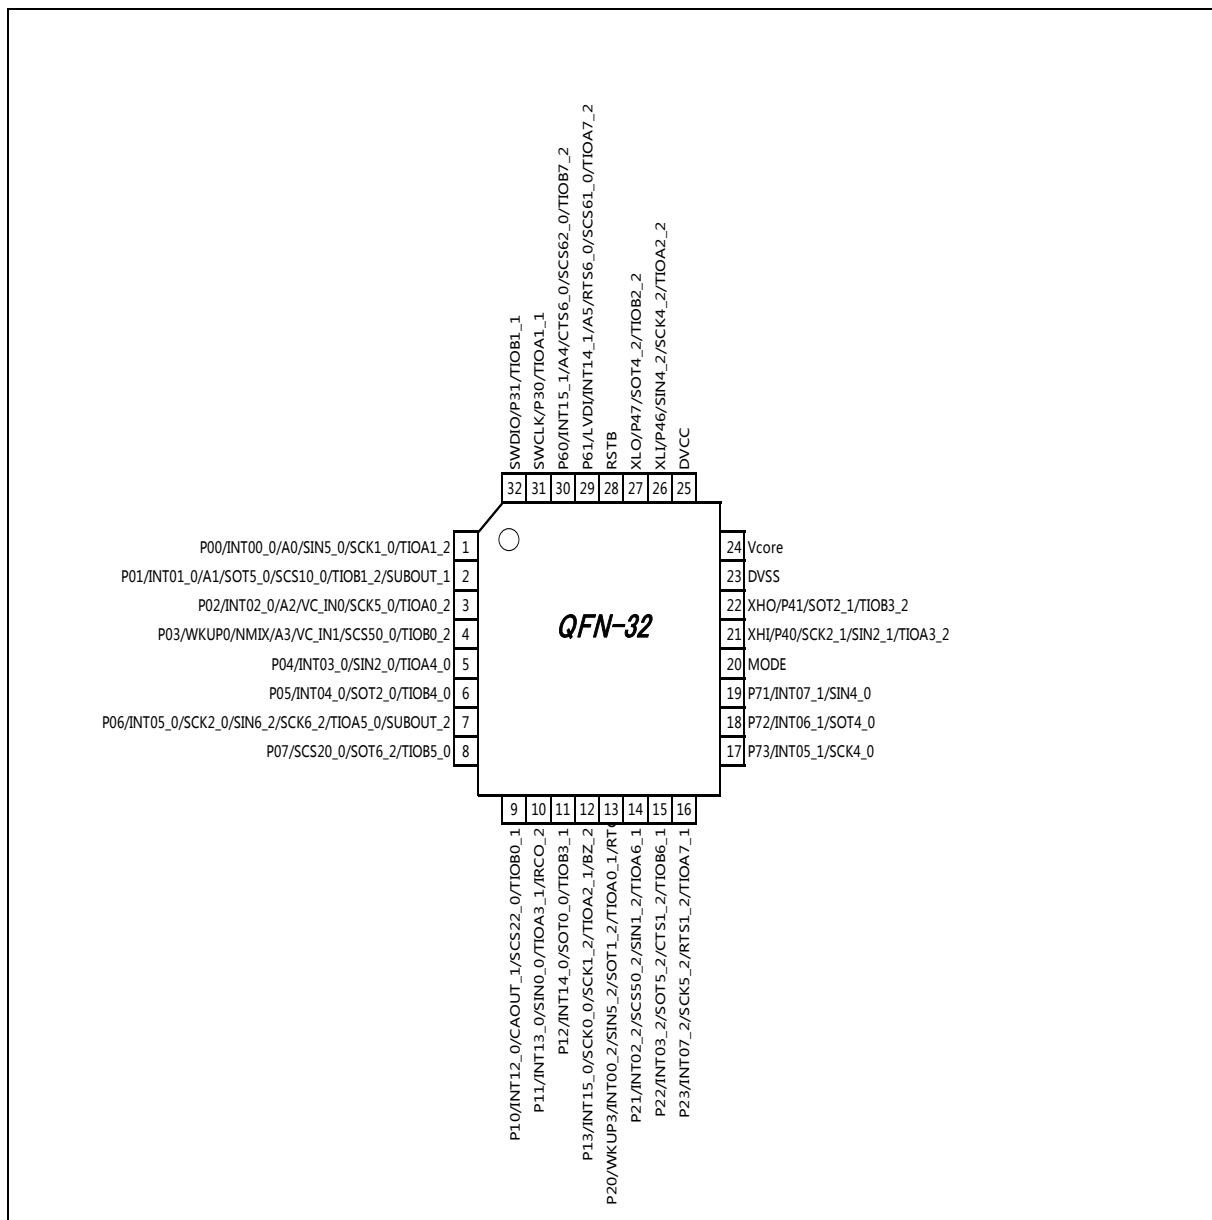 SWDIO/P31/TIOB1_1
SWCLK/P30/TIOA1_1
P60/INT15_1/A4/CTS6_0/SCS62_0/TIOB7_2
P61/LVDI/INT14_1/A5/RTS6_0/SCS61_0/TIOA7_2
RSTB
XLO/P47/SOT4_2/TIOB2_2
XLI/P46/SIN4_2/SCK4_2/TIOA2_2
DVCC
32 31 30 29 28 27 26 25
P00/INT00_0/A0/SIN5_0/SCK1_0/TIOA1_2 1
P01/INT01_0/A1/SOT5_0/SCS10_0/TIOB1_2/SUBOUT_1 2
P02/INT02_0/A2/VC_IN0/SCK5_0/TIOA0_2 3
P03/WKUP0/NMIX/A3/VC_IN1/SCS50_0/TIOB0_2 4
P04/INT03_0/SIN2_0/TIOA4_0 5
P05/INT04_0/SOT2_0/TIOB4_0 6
P06/INT05_0/SCK2_0/SIN6_2/SCK6_2/TIOA5_0/SUBOUT_2 7
P07/SCS20_0/SOT6_2/TIOB5_0 8
QFN-32
24 Vcore
23 DVSS
22 XHO/P41/SOT2_1/TIOB3_2
21 XHI/P40/SCK2_1/SIN2_1/TIOA3_2
20 MODE
19 P71/INT07_1/SIN4_0
18 P72/INT06_1/SOT4_0
17 P73/INT05_1/SCK4_0
9 10 11 12 13 14 15 16
P10/INT12_0/CAOUT_1/SCS22_0/TIOB0_1
P11/INT13_0/SIN0_0/TIOA3_1/IRCO_2
P12/INT14_0/SOT0_0/TIOB3_1
P13/INT15_0/SCK0_0/SCK1_2/TIOA2_1/BZ_2
P20/WKUP3/INT00_2/SIN5_2/SOT1_2/TIOA0_1/RT
P21/INT02_2/SCS50_2/SIN1_2/TIOA6_1
P22/INT03_2/SOT5_2/CTS1_2/TIOB6_1
P23/INT07_2/SCK5_2/RTS1_2/TIOA7_1